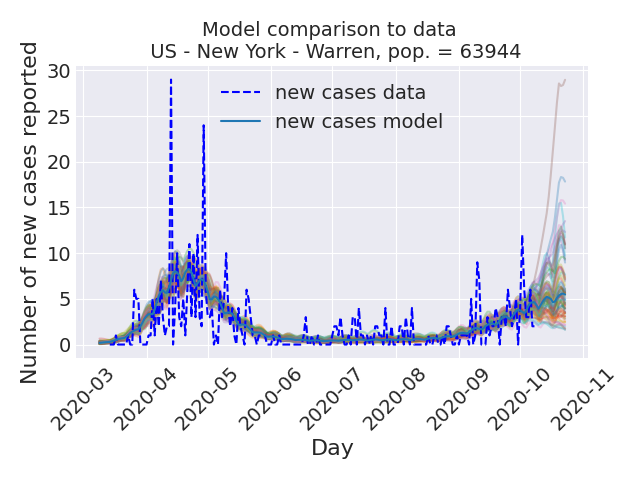 Model comparison to data
US - New York - Warren, pop. = 63944
Number of new cases reported
30
25
20
15
10
5
0
new cases data
new cases model
2020-03
2020-04
2020-05
2020-06
2020-07
2020-08
2020-09
2020-10
2020-11
Day